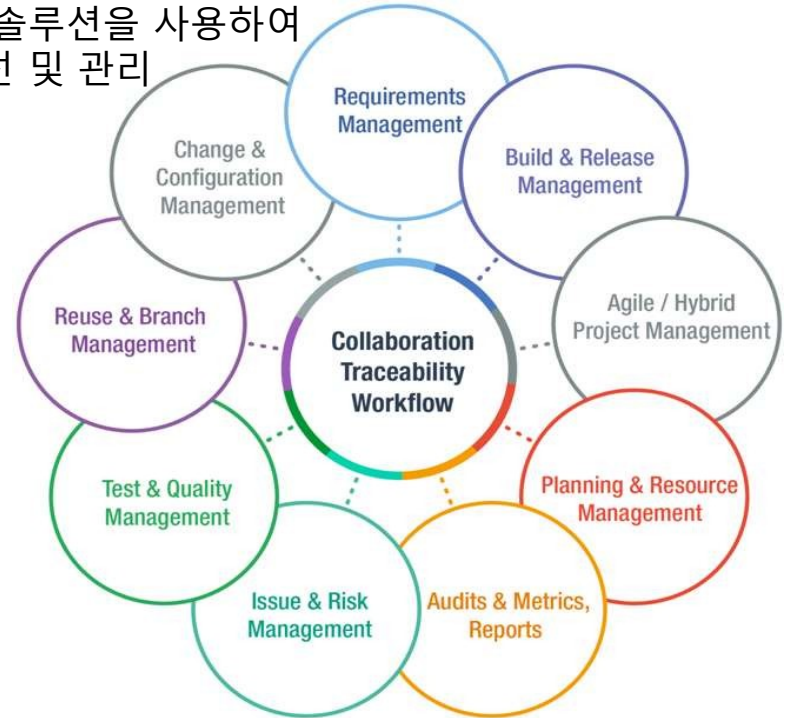 솔루션을 사용하여
및 관리
Requirements
Management
Build & Release
Management
Agile / Hybrid
Project Management
Planning & Resource
Management
Audits & Metrics,
Reports
Issue & Risk
Management
Test & Quality
Management
Reuse & Branch
Management
Change &
Configuration
Management
Collaboration
Traceability
Workflow